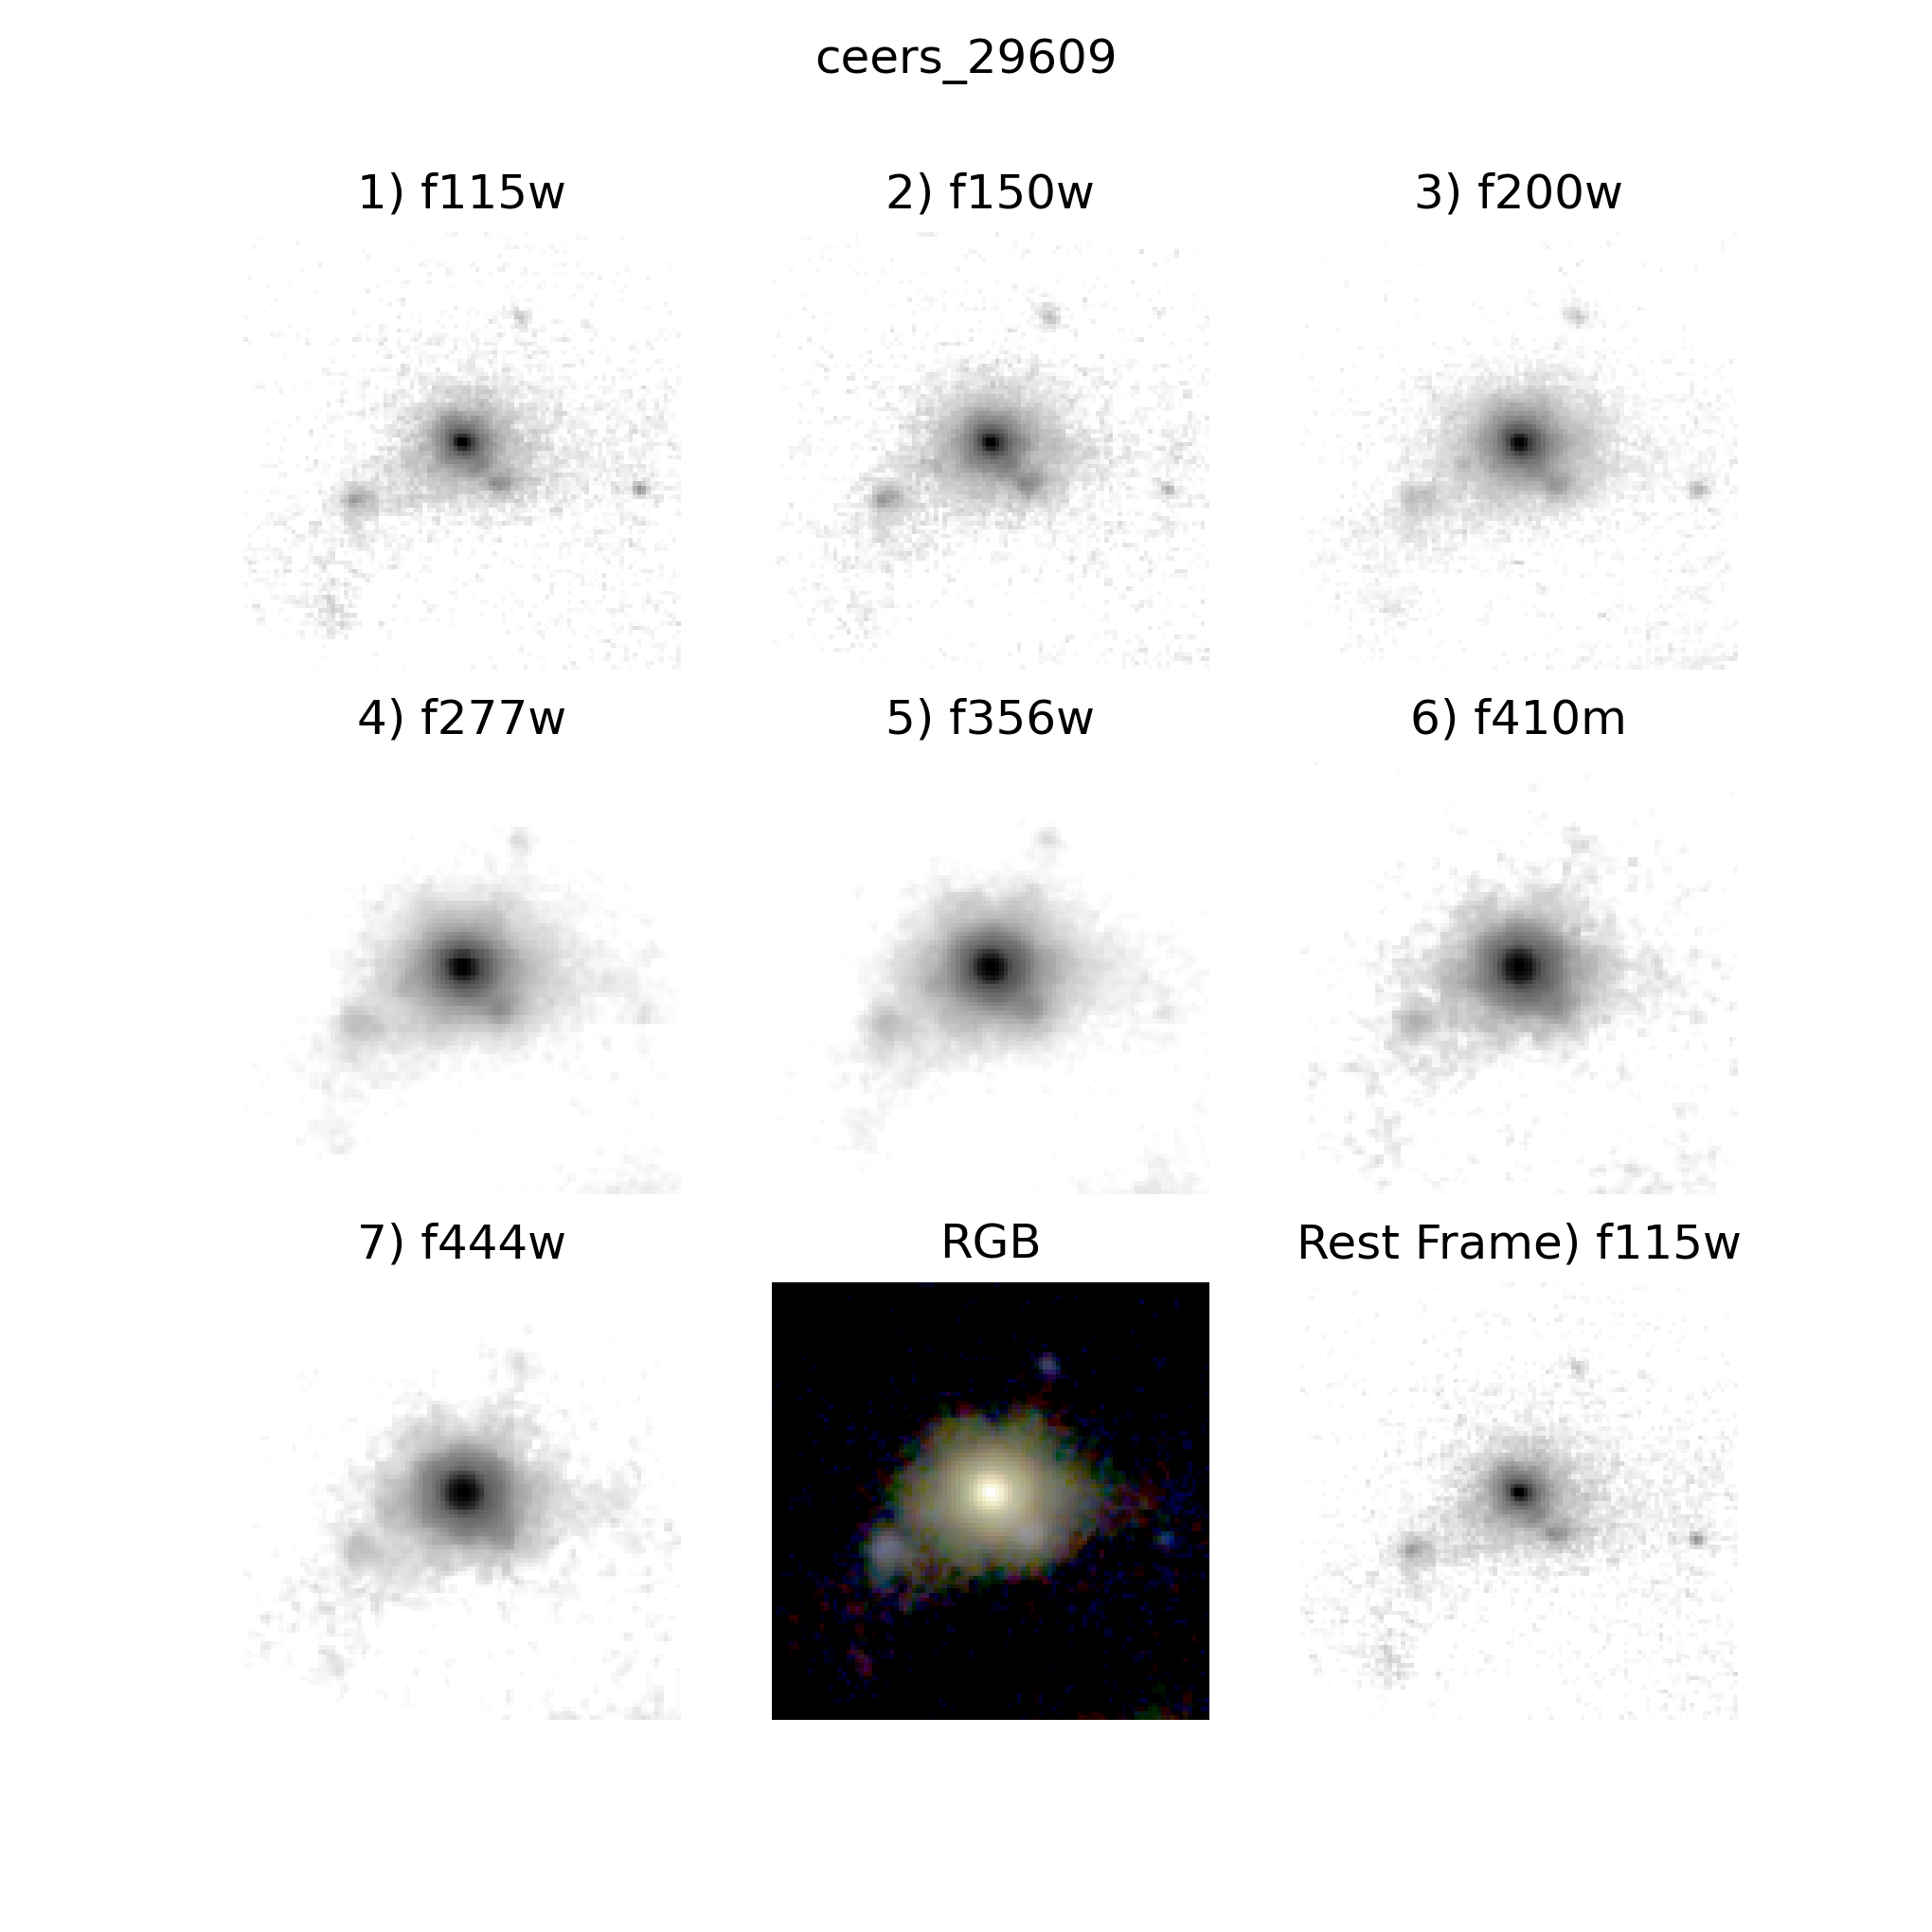 ceers_29609
1) f115w
2) f150w
3) f200w
4) f277w
5) f356w
6) f410m
7) f444w
RGB
Rest Frame) f115w